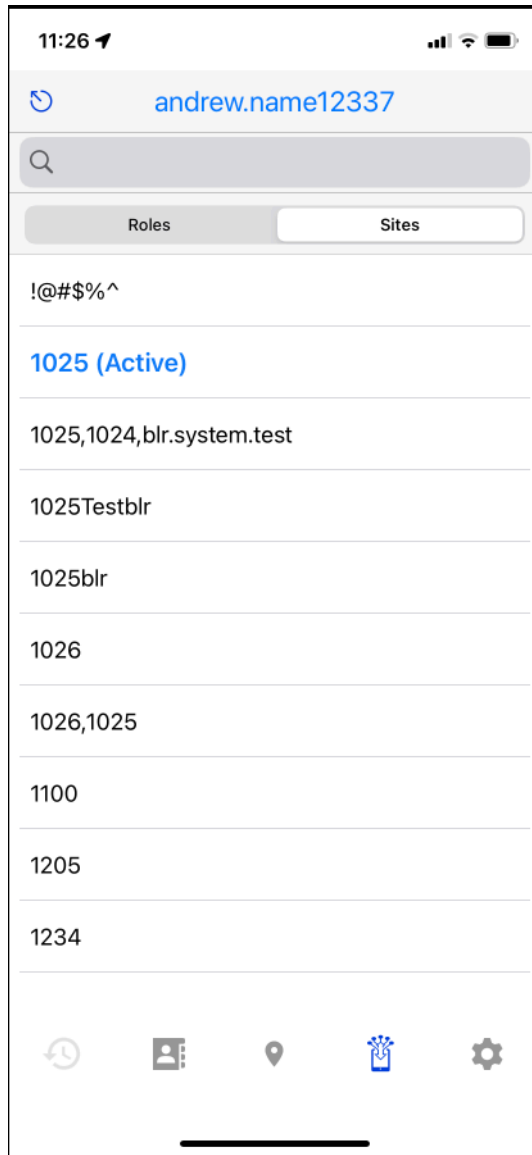 11:26
andrew.name12337
Roles Sites
!@#$%^
1025 (Active)
1025,1024,blr.system.test
1025Testblr
1025blr
1026
1026,1025
1100
1205
1234